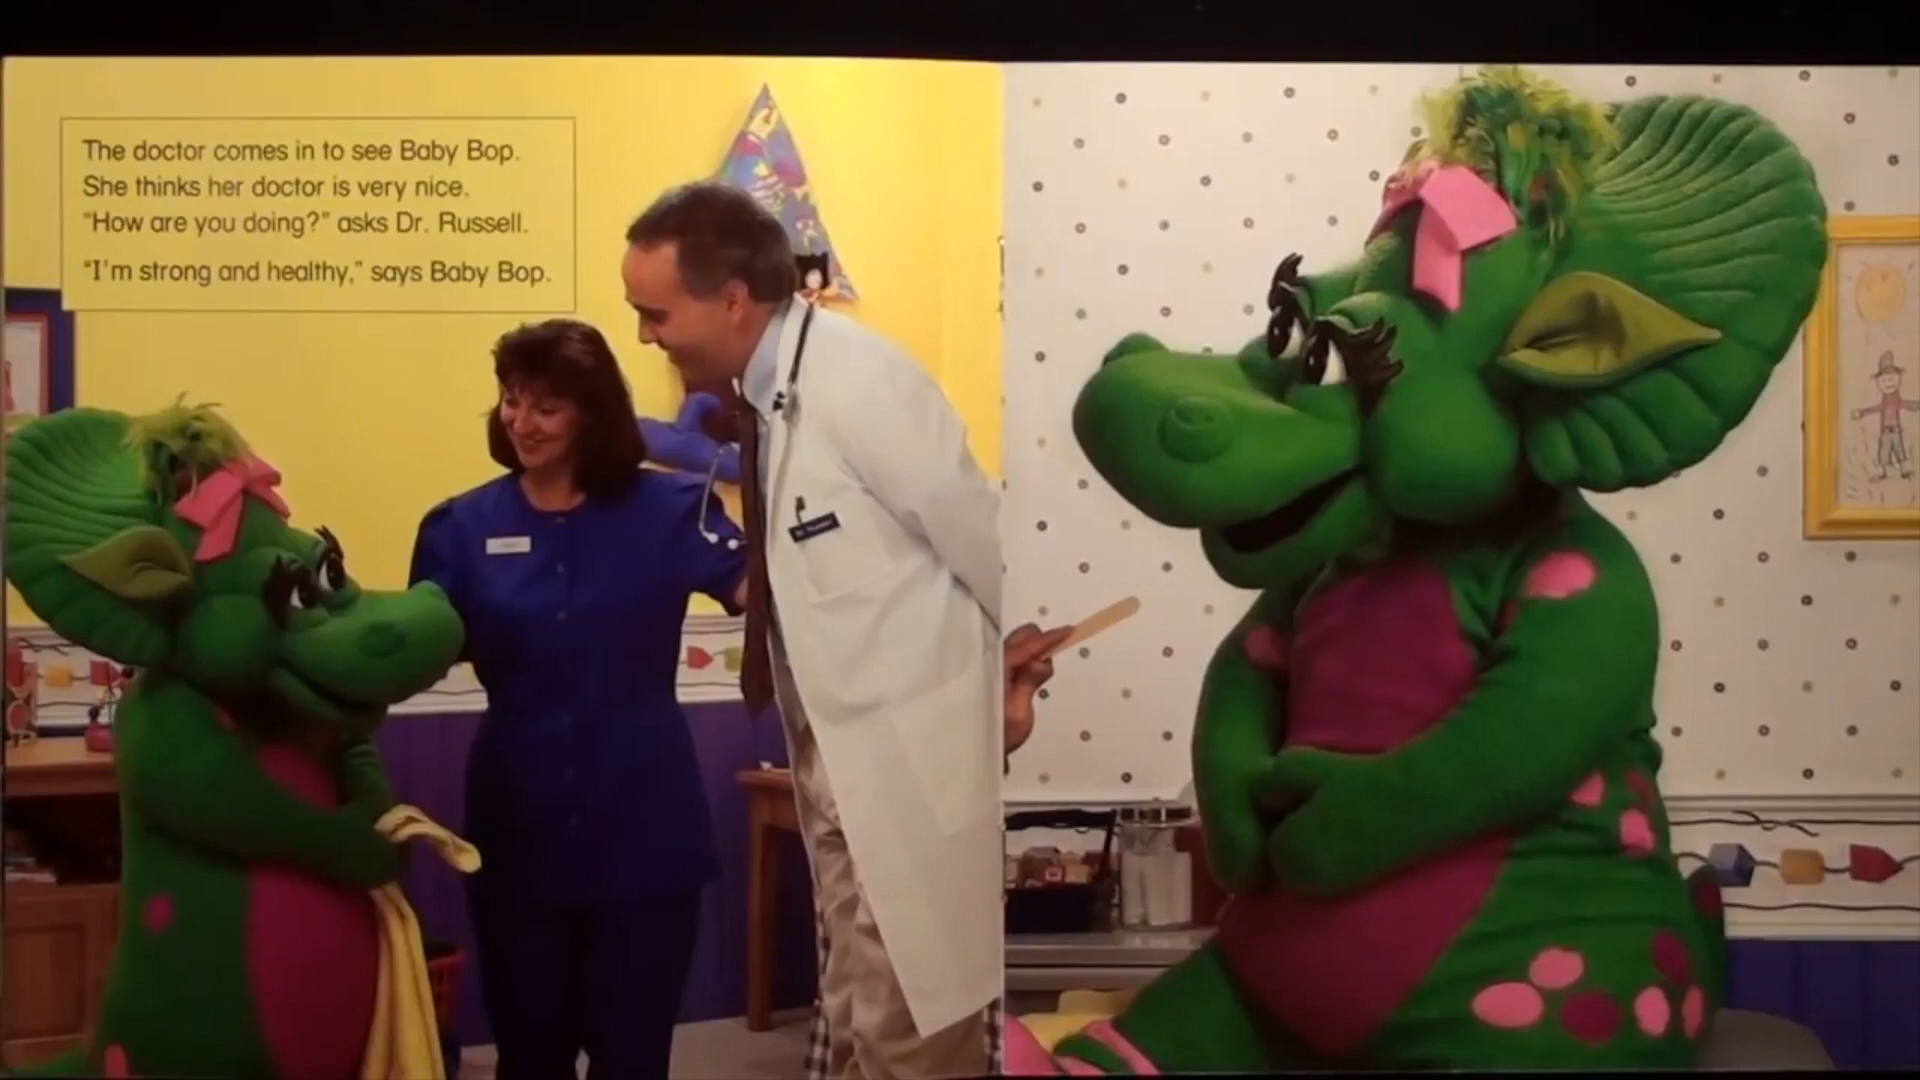 The doctor comes in to see Baby Bop.
She thinks her doctor is very nice.
“How are you doing?” asks Dr. Russell.
“I'm strong and healthy,” says Baby Bop.